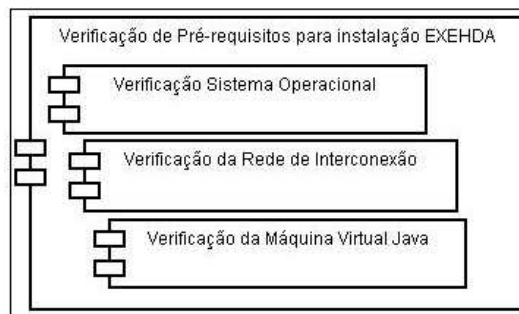 Verificação de Pré-requisitos para instalação EXEHDA
Verificação Sistema Operacional
Verificação da Rede de Interconexão
Verificação da Máquina Virtual Java